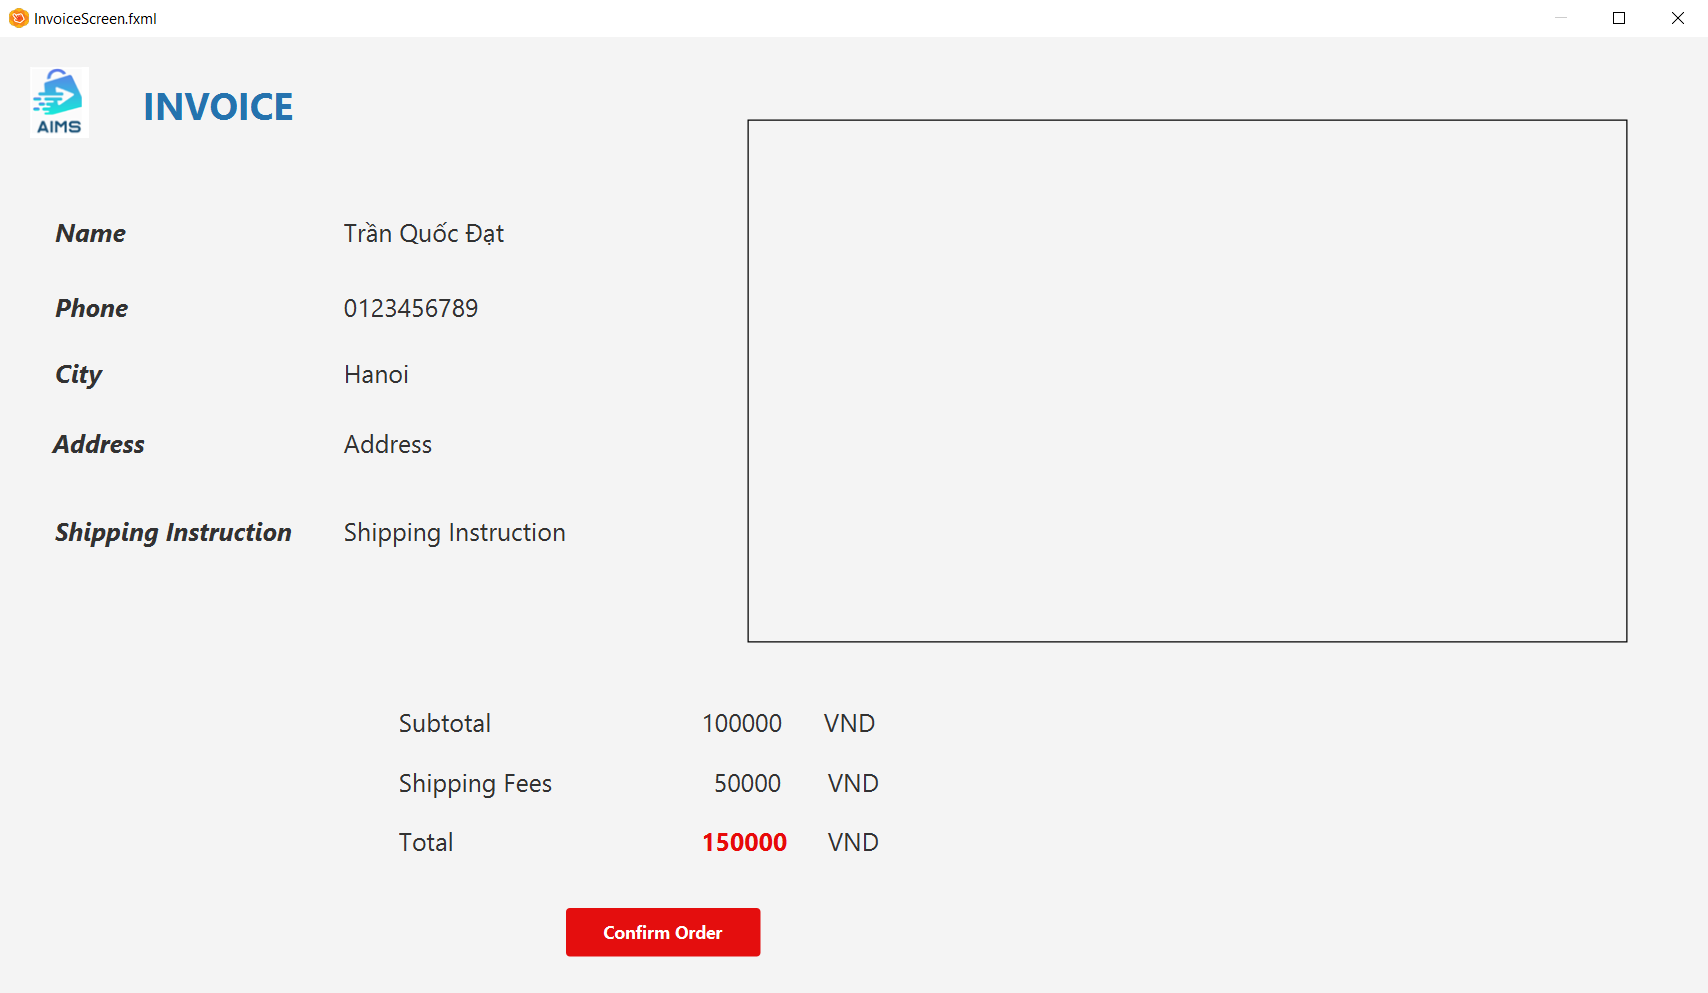 InvoiceScreen.fxml
AIMS
INVOICE
Name Trần Quốc Đạt
Phone 0123456789
City Hanoi
Address Address
Shipping Instruction Shipping Instruction
Subtotal 100000 VND
Shipping Fees 50000 VND
Total 150000 VND
Confirm Order